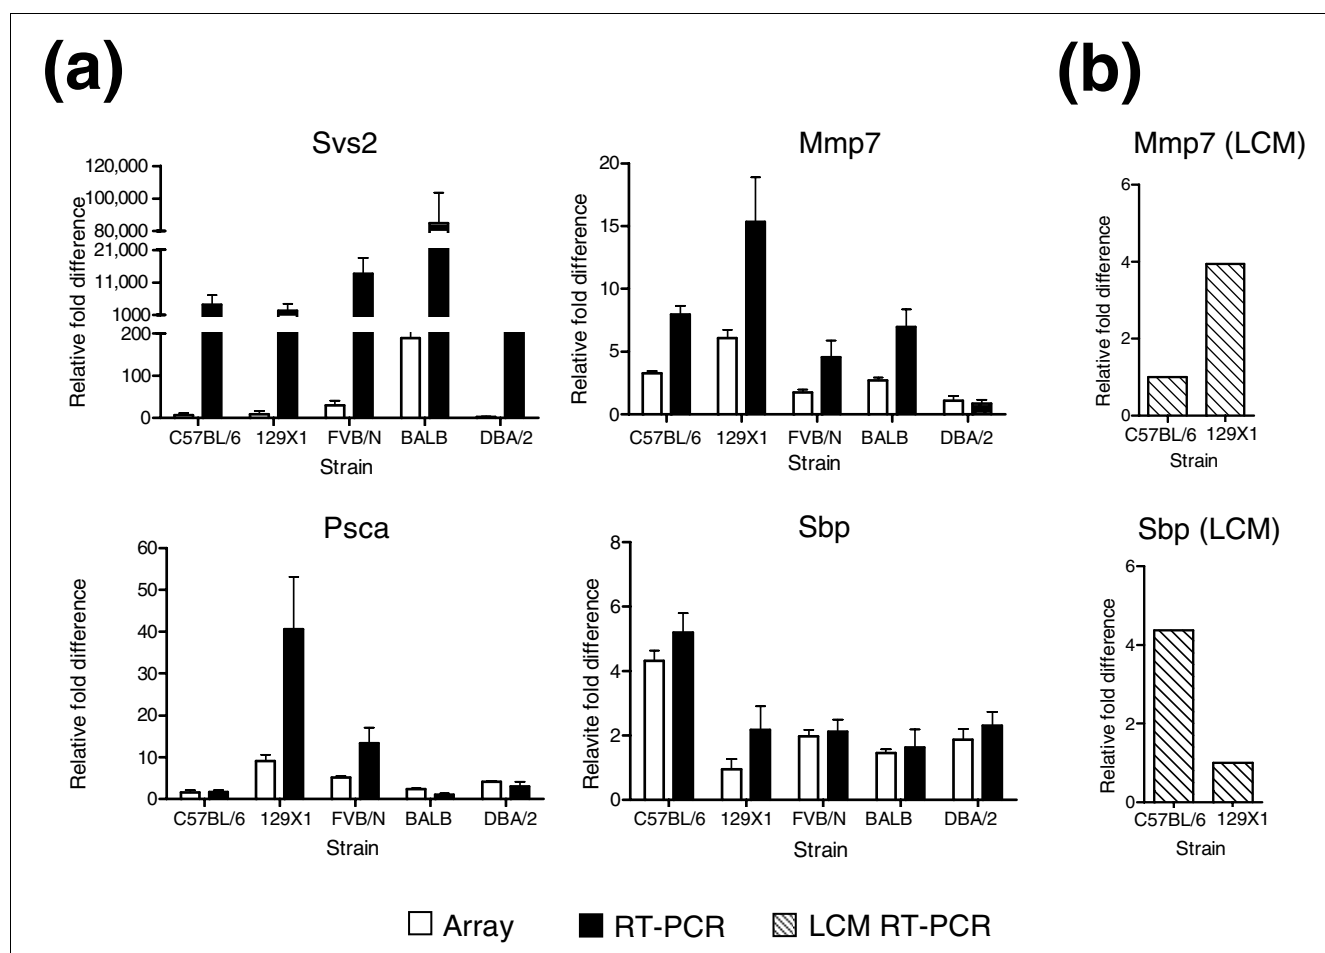 (a)
(b)
Svs2
120,000
100,000
80,000
21,000
11,000
1000
200
100
0
Relative fold difference
C57BL/6 129X1 FVB/N BALB DBA/2
Strain
Mmp7
20
15
10
5
0
Relative fold difference
C57BL/6 129X1 FVB/N BALB DBA/2
Strain
Mmp7 (LCM)
6
4
2
0
Relative fold difference
C57BL/6 129X1
Strain
Psca
60
50
40
30
20
10
0
Relative fold difference
C57BL/6 129X1 FVB/N BALB DBA/2
Strain
Sbp
8
6
4
2
0
Relavite fold difference
C57BL/6 129X1 FVB/N BALB DBA/2
Strain
Sbp (LCM)
6
4
2
0
Relative fold difference
C57BL/6 129X1
Strain
Array RT-PCR LCM RT-PCR